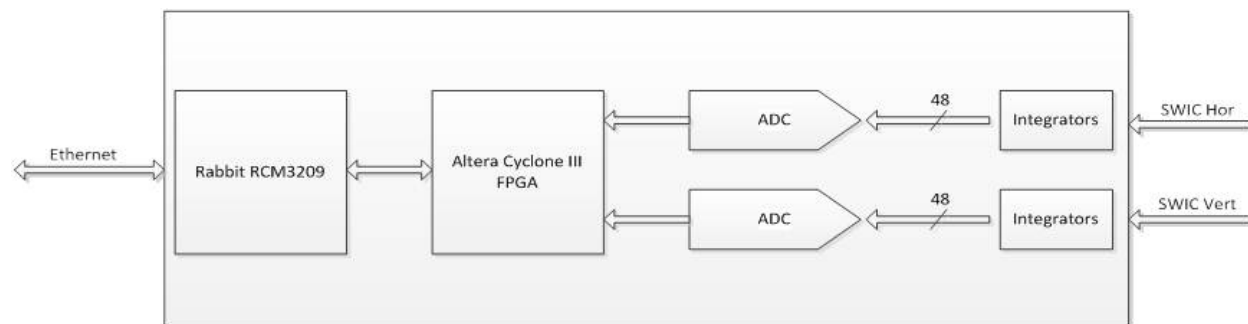 48
ADC
Integrators
SWIC Hor
Ethernet
Rabbit RCM3209
Altera Cyclone III
FPGA
48
ADC
Integrators
SWIC Vert